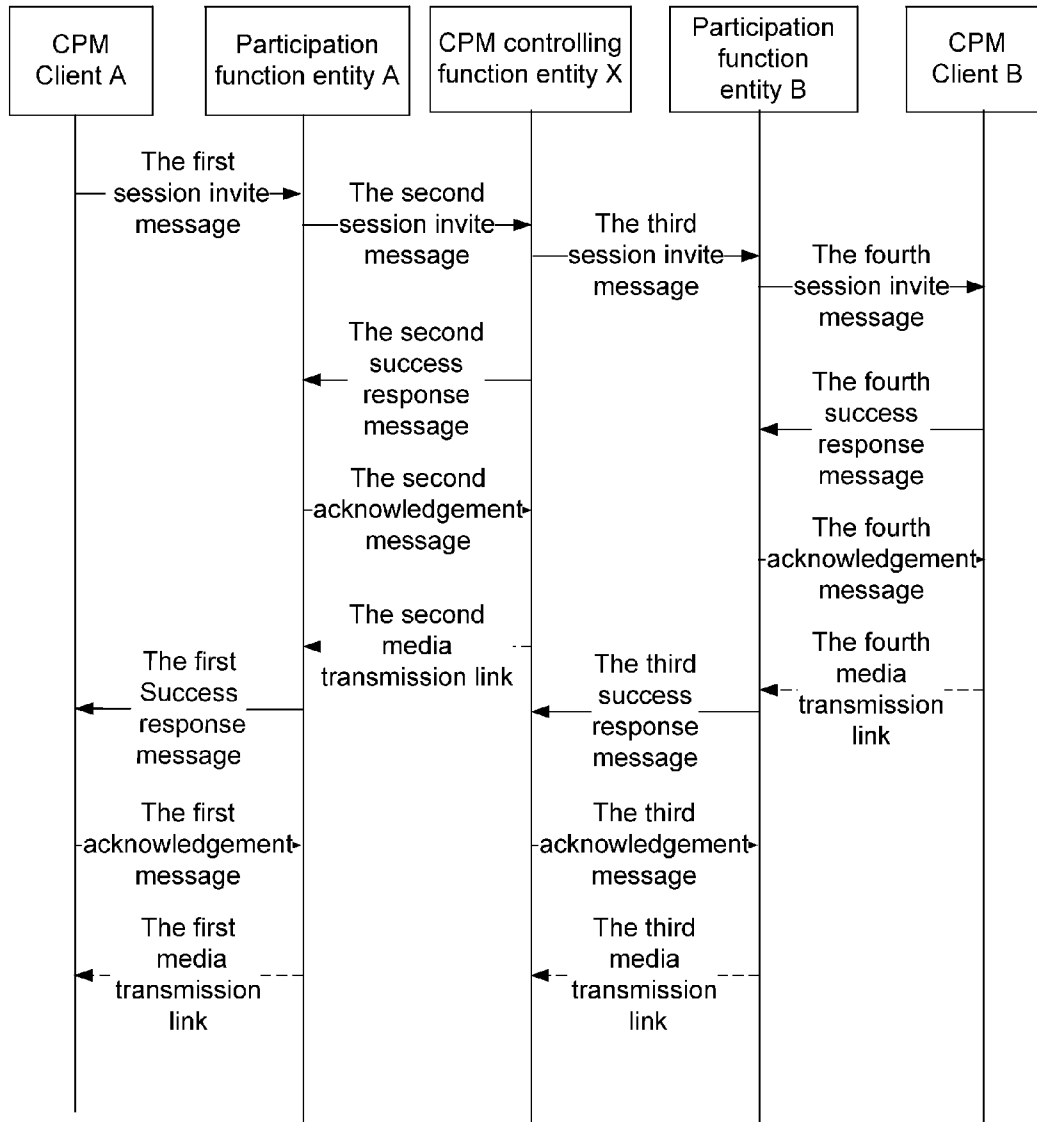 CPM
Client A
Participation
function entity A
CPM controlling
function entity X
Participation
function
entity B
CPM
Client B
The first
session invite
message
The second
session invite
message
The third
session invite
message
The fourth
session invite
message
The second
success
response
message
The fourth
success
response
message
The second
acknowledgement
message
The fourth
acknowledgement
message
The second
media
transmission link
The fourth
media
transmission
link
The first
Success
response
message
The third
success
response
message
The first
acknowledgement
message
The third
acknowledgement
message
The first
media
transmission
link
The third
media
transmission
link